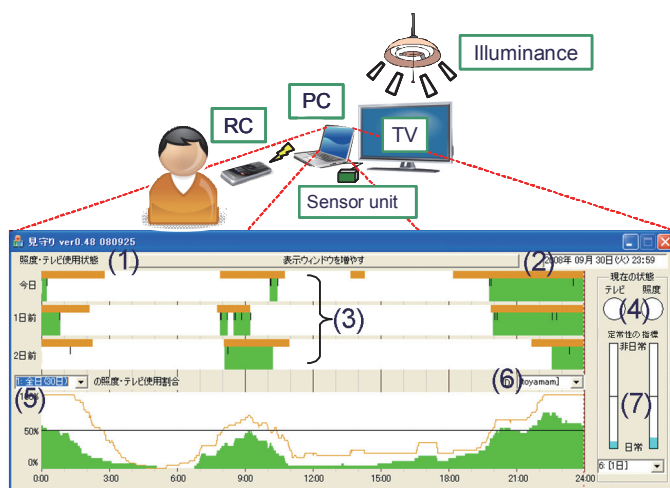 Illuminance
PC
RC
TV
Sensor unit
見守り ver0.48 080925
照度・テレビ使用状態 (1)
表示ウィンドウを増やす
(2) 2008年 09月 30日(火) 23:59
今日
1日前
2日前
(3)
現在の状態
テレビ 照度
(4)
定常性の指標
非日常
(7)
日常
6: [1日]
1: 全日(30日) の照度・テレビ使用割合
(5)
(6)
toyamam]
100%
50%
0%
0:00 3:00 6:00 9:00 12:00 15:00 18:00 21:00 24:00